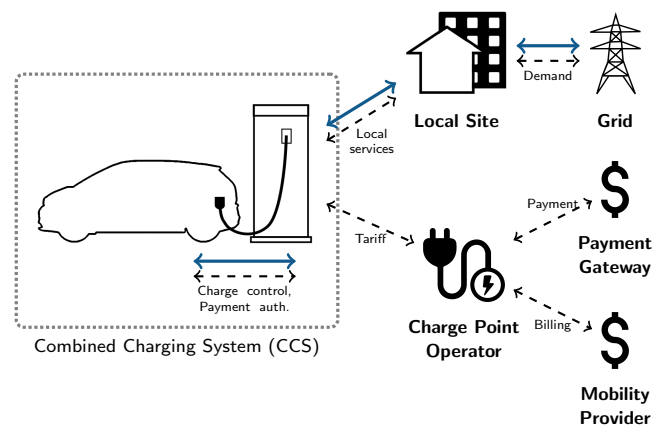 Demand
Local Site
Grid
Local
services
Payment
Payment
Gateway
Tariff
Charge control,
Payment auth.
Charge Point
Operator
Billing
Combined Charging System (CCS)
Mobility
Provider